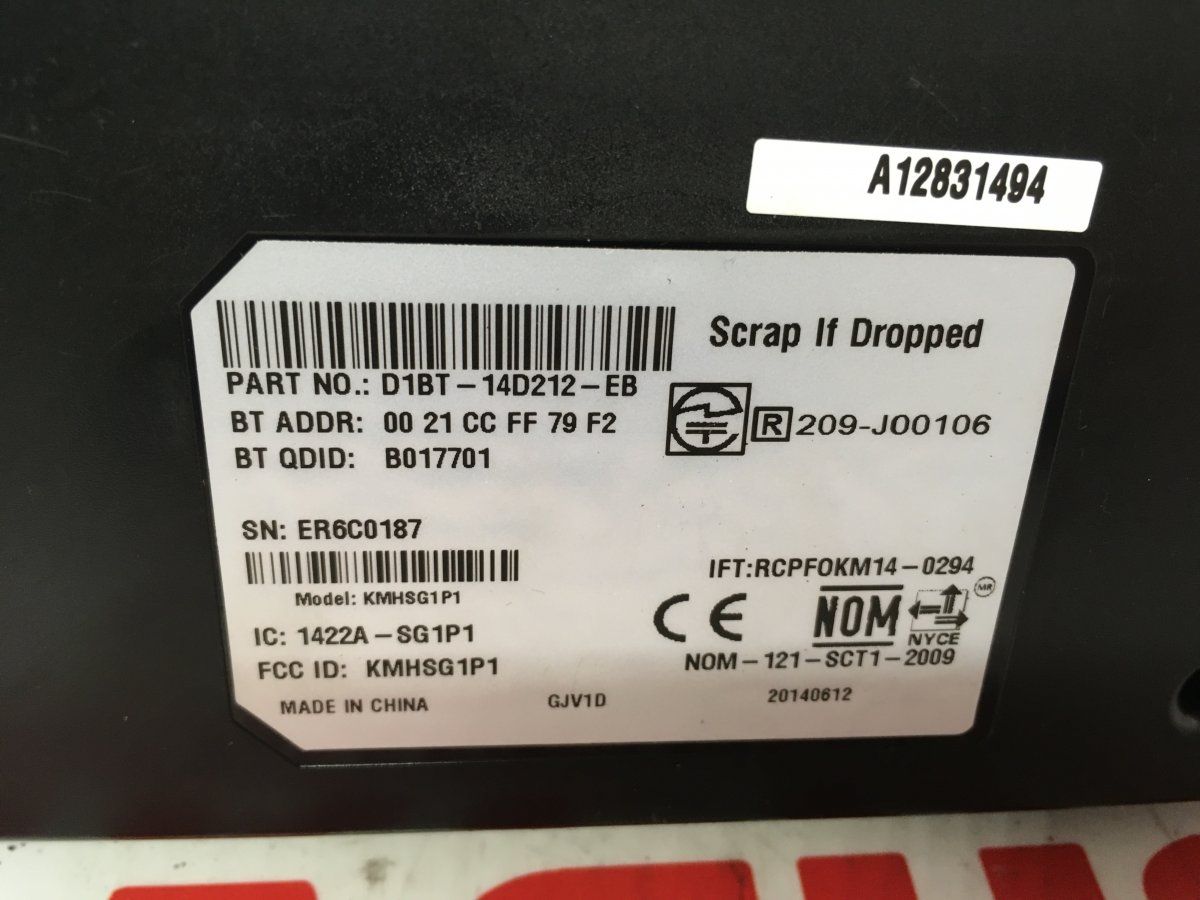 A12831494
Scrap If Dropped
PART NO.: D1BT-14D212-EB
BT ADDR: 00 21 CC FF 79 F2
R 209-J00106
BT QDID: B017701
SN: ER6C0187
IFT:RCPFOKM14-0294
Model: KMHSG1P1
CE
NOM
MR
NYCE
IC: 1422A-SG1P1
NOM-121-SCT1-2009
FCC ID: KMHSG1P1
MADE IN CHINA
GJV1D
20140612